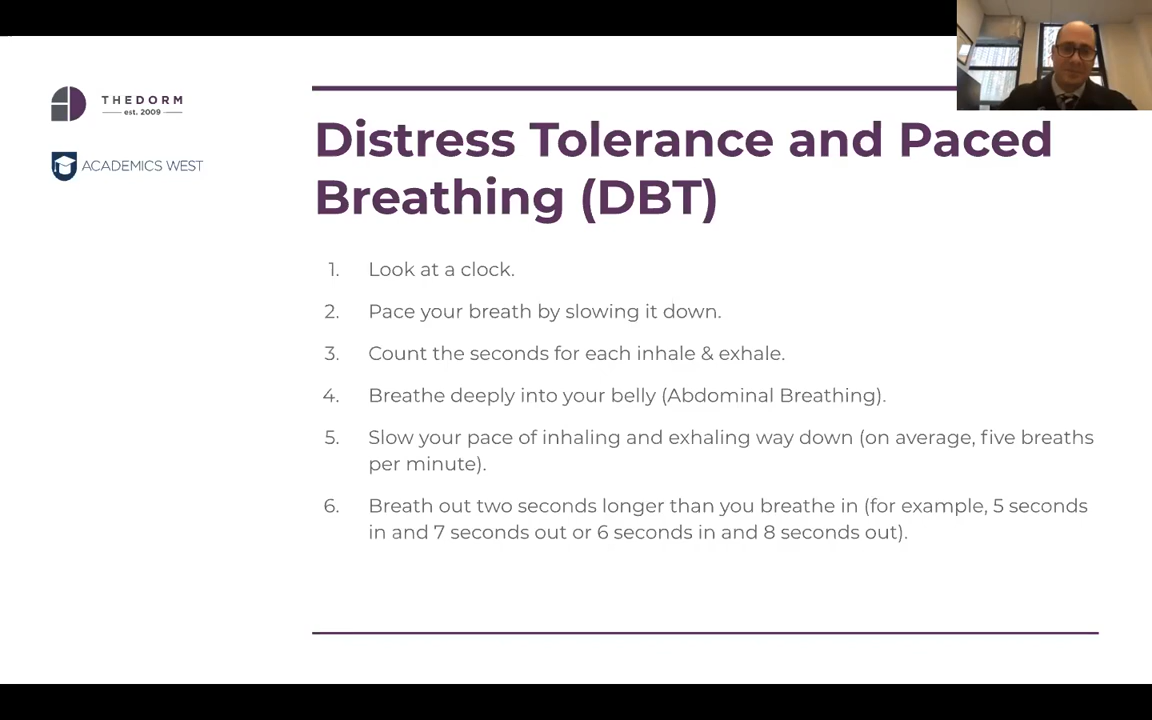 THEDORM
est. 2009
ACADEMICS WEST
Distress Tolerance and Paced
Breathing (DBT)
1. Look at a clock.
2. Pace your breath by slowing it down.
3. Count the seconds for each inhale & exhale.
4. Breathe deeply into your belly (Abdominal Breathing).
5. Slow your pace of inhaling and exhaling way down (on average, five breaths
per minute).
6. Breath out two seconds longer than you breathe in (for example, 5 seconds
in and 7 seconds out or 6 seconds in and 8 seconds out).